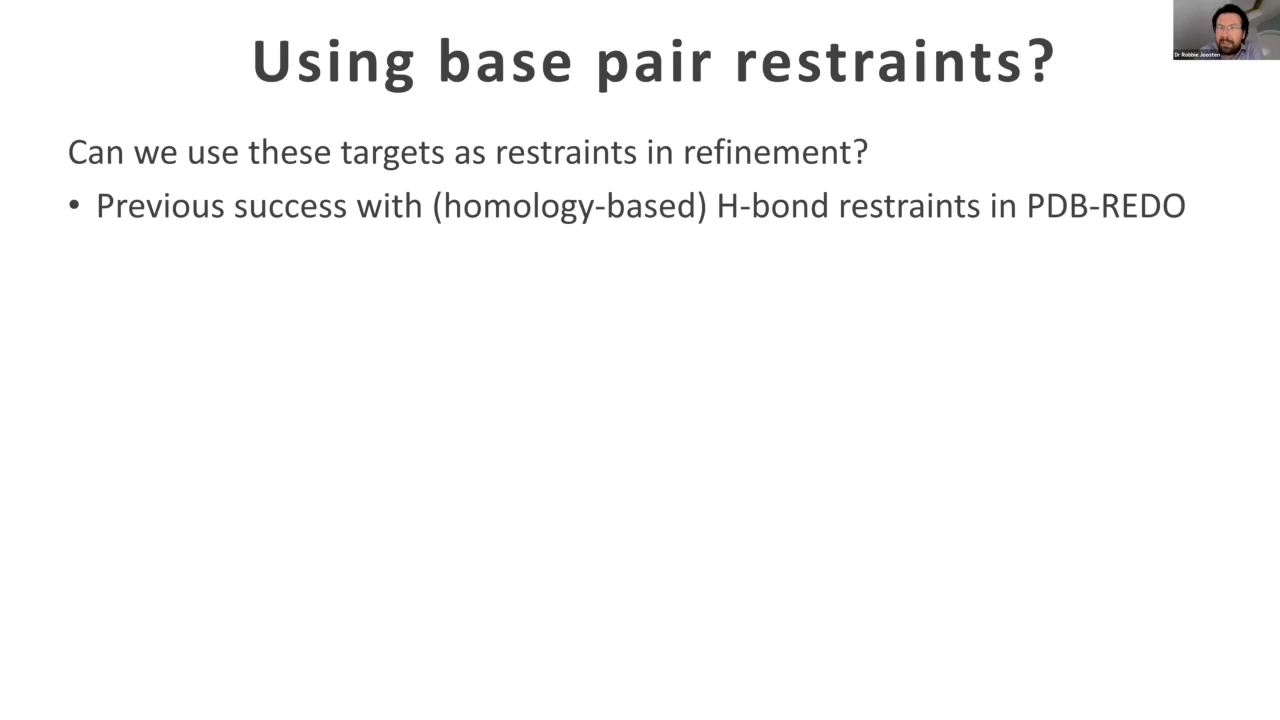 Using base pair restraints?
Dr Robbie Joosten
Can we use these targets as restraints in refinement?
• Previous success with (homology-based) H-bond restraints in PDB-REDO